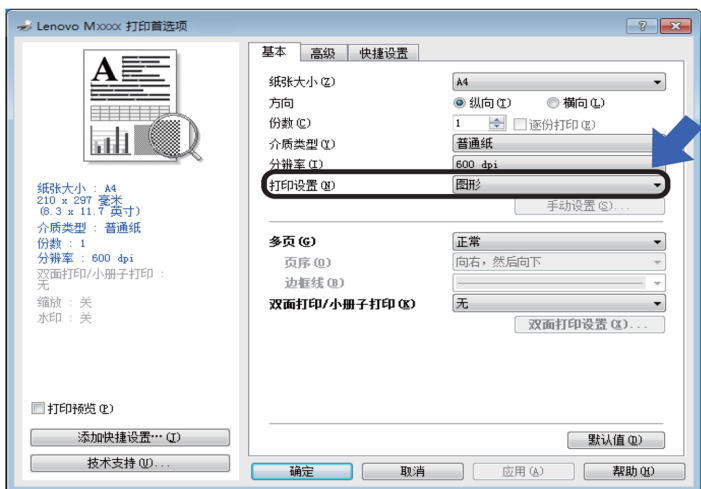 Lenovo Mxxxx 打印首选项
基本 高级 快捷设置
纸张大小(Z) A4
方向 纵向(T) 横向(L)
份数(C) 1 逐份打印(E)
介质类型(Y) 普通纸
分辨率(I) 600 dpi
打印设置(N) 图形
手动设置(S)...
多页(G) 正常
页序(O) 向右，然后向下
边框线(B)
双面打印/小册子打印(K) 无
双面打印设置(X)...
默认值(D)
A
纸张大小 : A4
210 x 297 毫米
(8.3 x 11.7 英寸)
介质类型 : 普通纸
份数 : 1
分辨率 : 600 dpi
双面打印/小册子打印 :
无
缩放 : 关
水印 : 关
打印预览(P)
添加快捷设置…(J)
技术支持(U)...
确定 取消 应用(A) 帮助(H)